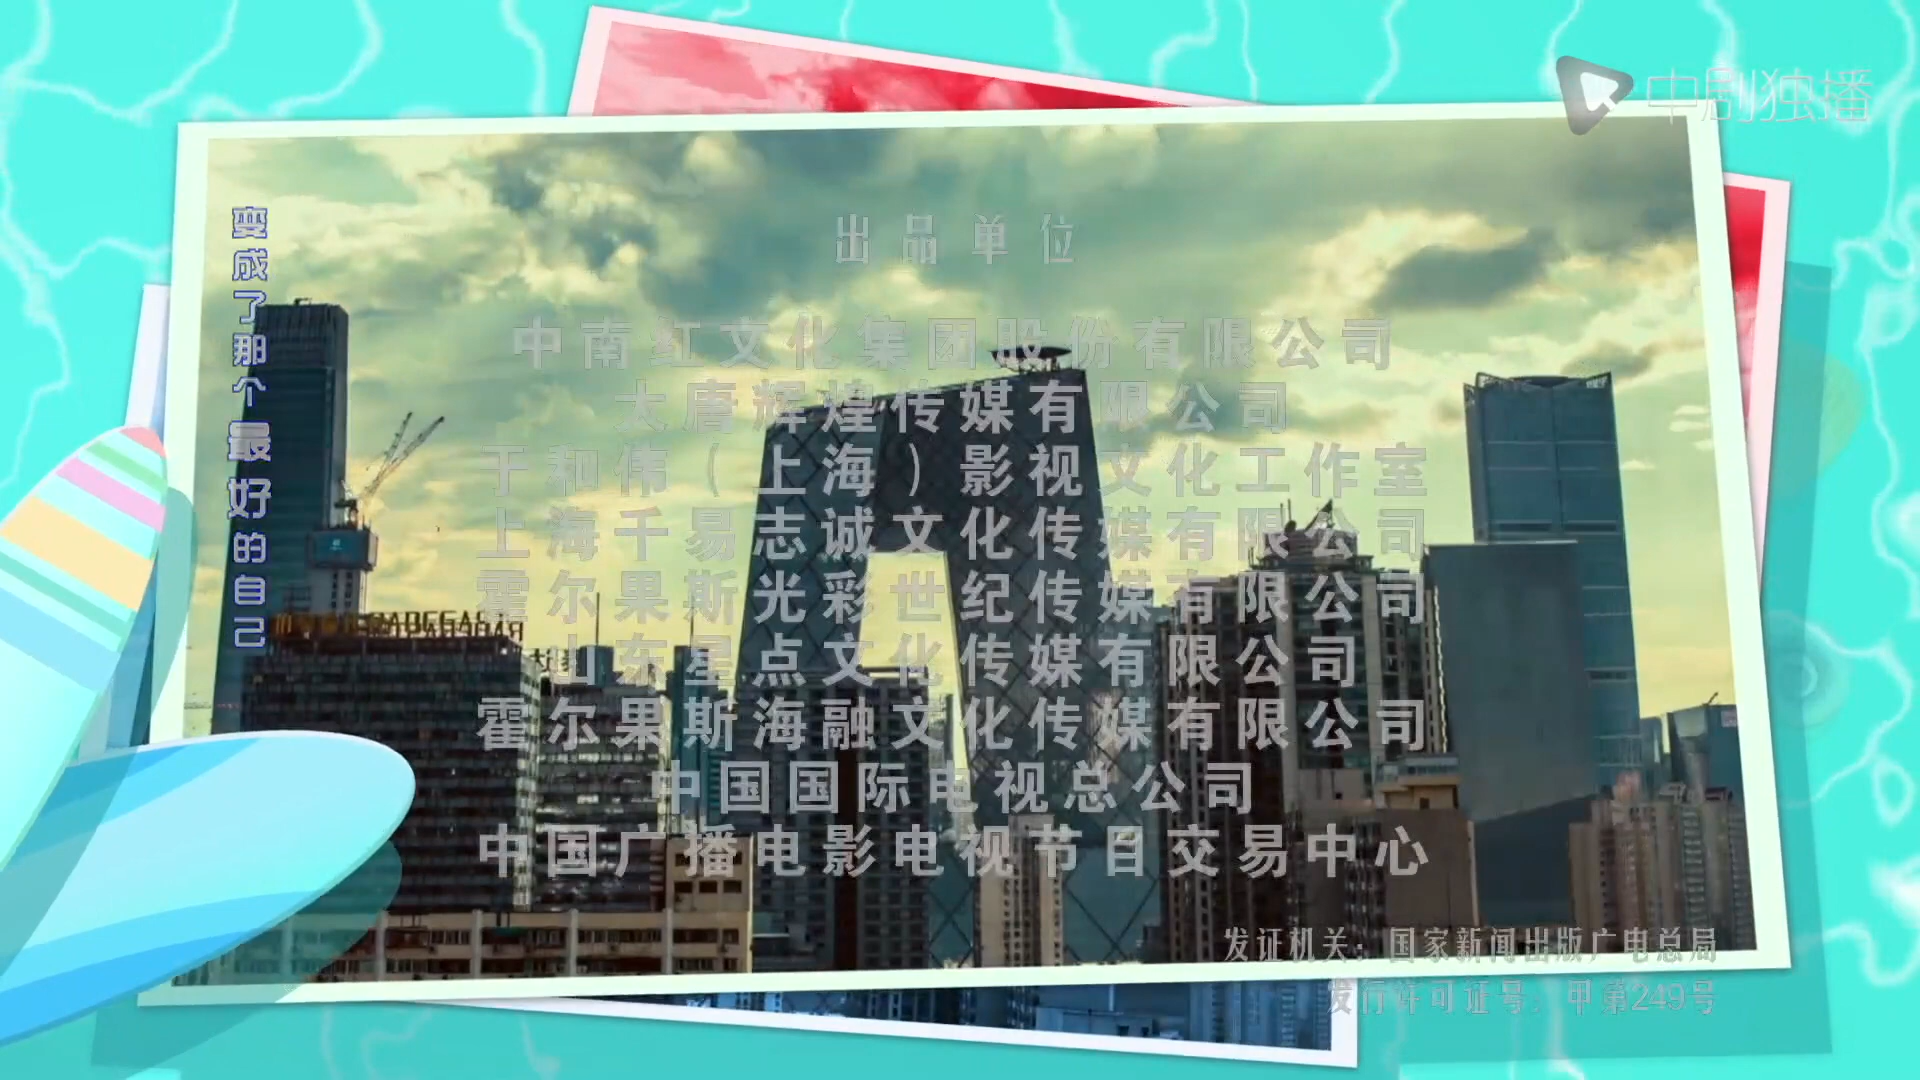 中剧独播
变成了那个最好的自己
出品单位
中南红文化集团股份有限公司
大唐辉煌传媒有限公司
于和伟（上海）影视文化工作室
上海千易志诚文化传媒有限公司
霍尔果斯光彩世纪传媒有限公司
山东星点文化传媒有限公司
霍尔果斯海融文化传媒有限公司
中国国际电视总公司
中国广播电影电视节目交易中心
发证机关：国家新闻出版广电总局
发行许可证号：甲第249号